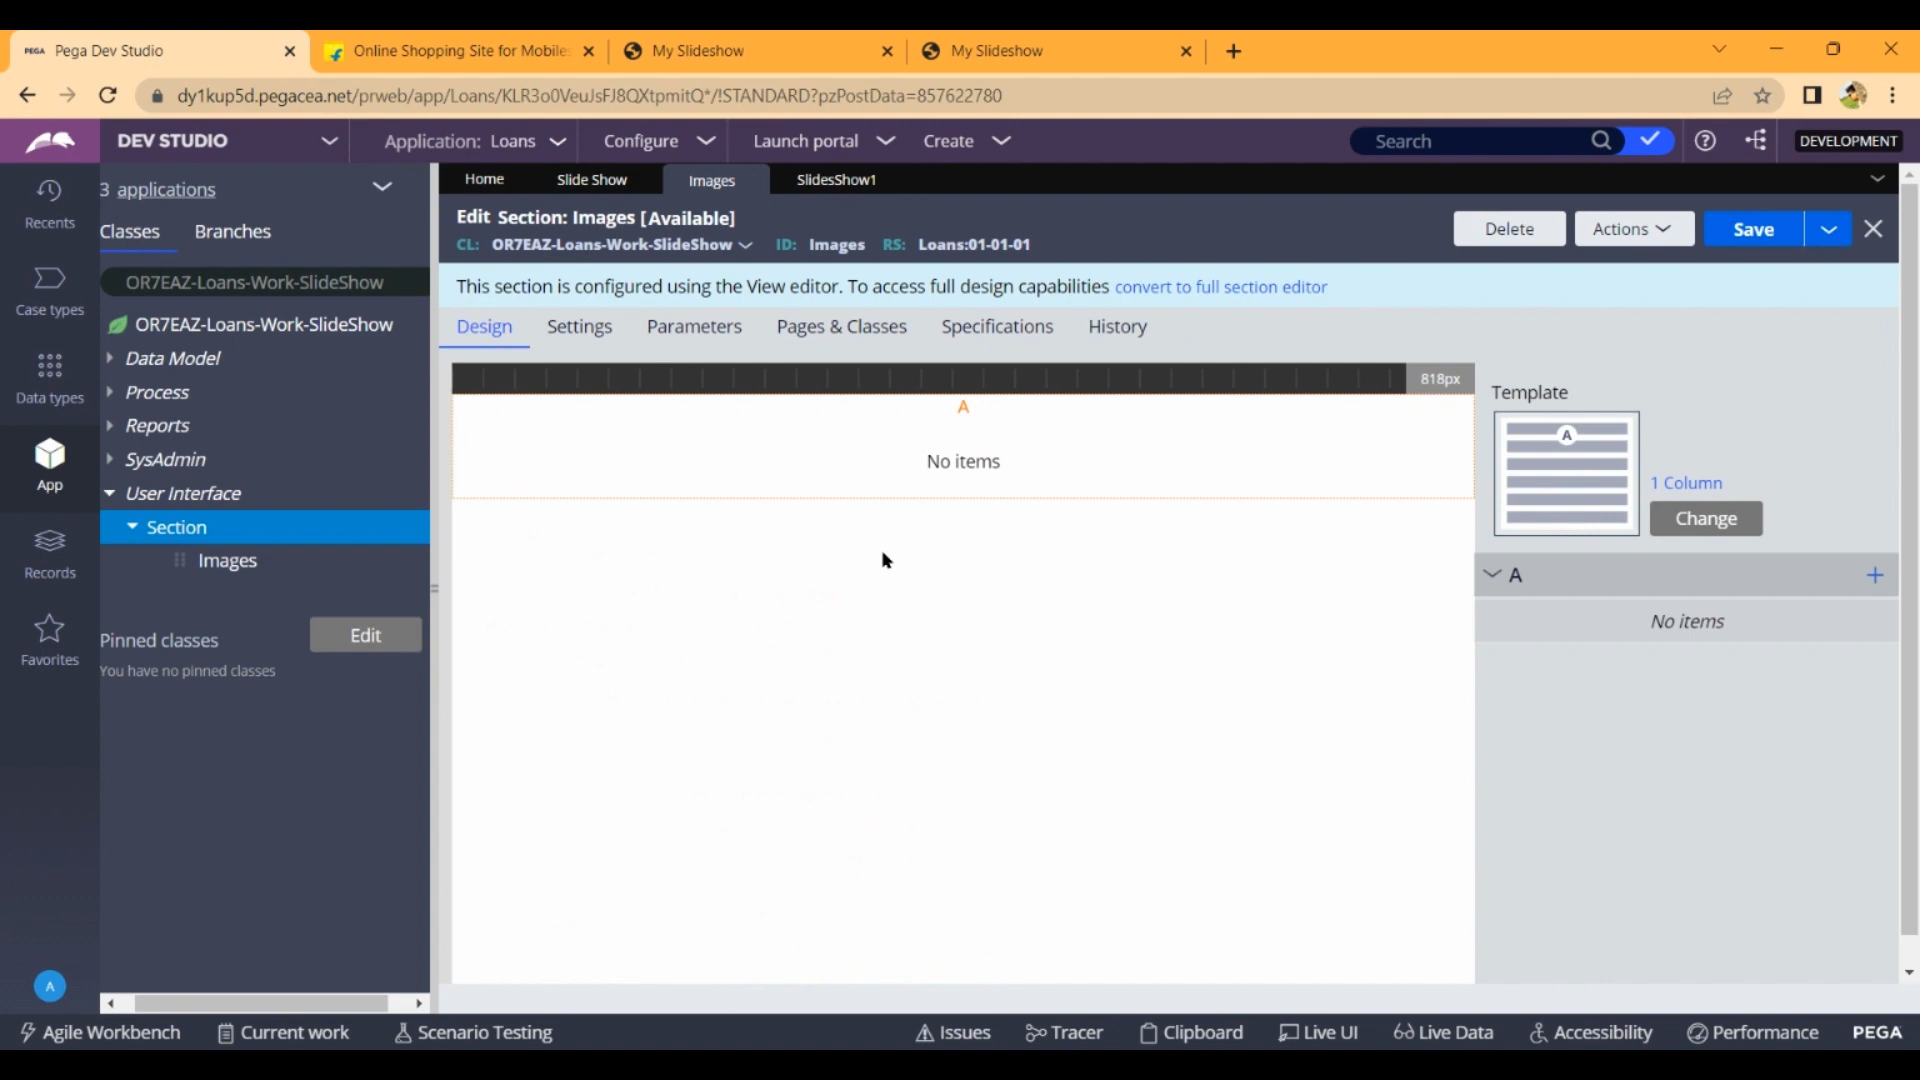 PEGA Pega Dev Studio
Online Shopping Site for Mobiles
My Slideshow
My Slideshow
dy1kup5d.pegacea.net/prweb/app/Loans/KLR3o0VeuJsFJ8QXtpmitQ*/!STANDARD?pzPostData=857622780
DEV STUDIO
Application: Loans
Configure
Launch portal
Create
Search
DEVELOPMENT
Recents
Case types
Data types
App
Records
Favorites
A
3 applications
Classes
Branches
OR7EAZ-Loans-Work-SlideShow
OR7EAZ-Loans-Work-SlideShow
Data Model
Process
Reports
SysAdmin
User Interface
Section
Images
Pinned classes
Edit
You have no pinned classes
Home
Slide Show
Images
SlidesShow1
Edit Section: Images [Available]
CL: OR7EAZ-Loans-Work-SlideShow ID: Images RS: Loans:01-01-01
Delete
Actions
Save
This section is configured using the View editor. To access full design capabilities convert to full section editor
Design
Settings
Parameters
Pages & Classes
Specifications
History
818px
A
No items
Template
A
1 Column
Change
A
No items
Agile Workbench
Current work
Scenario Testing
Issues
Tracer
Clipboard
Live UI
Live Data
Accessibility
Performance
PEGA